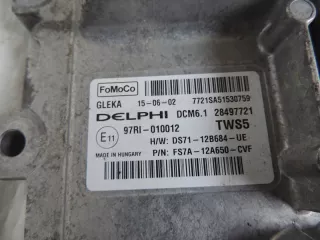 FoMoCo
GLEKA 15-06-02 7721SA51530759
DELPHI DCM6.1 28497721
E11 97RI-010012 TWS5
H/W: DS71-12B684-UE
MADE IN HUNGARY P/N: FS7A-12A650-CVF